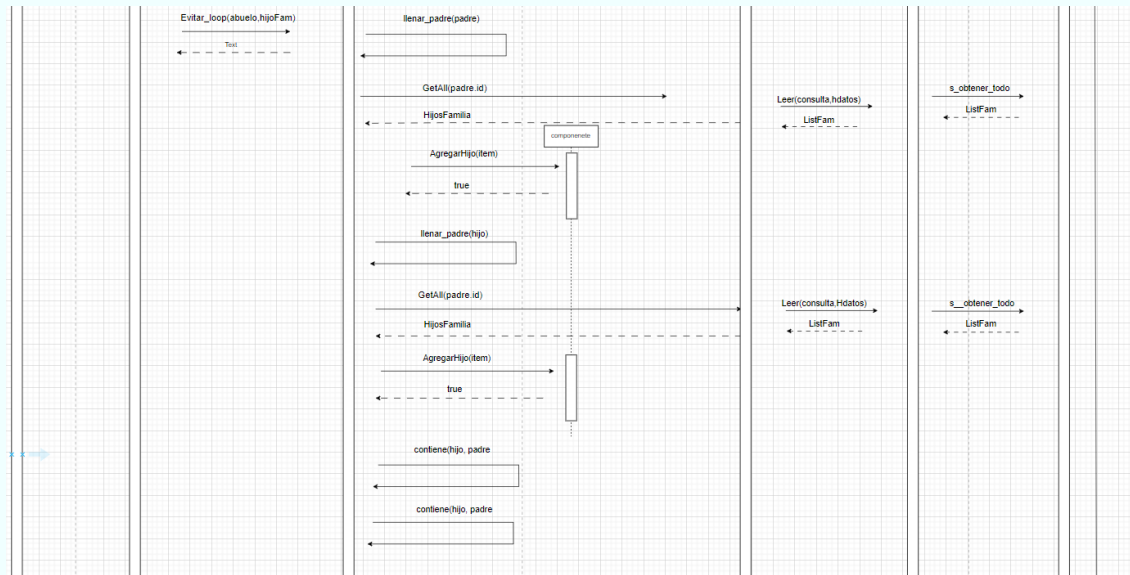 Evitar_loop(abuelo,hijoFam)
Text
llenar_padre(padre)
GetAll(padre.id)
HijosFamilia
Leer(consulta,hdatos)
ListFam
s_obtener_todo
ListFam
componenete
AgregarHijo(item)
true
llenar_padre(hijo)
GetAll(padre.id)
HijosFamilia
Leer(consulta,Hdatos)
ListFam
s__obtener_todo
ListFam
AgregarHijo(item)
true
contiene(hijo, padre
contiene(hijo, padre